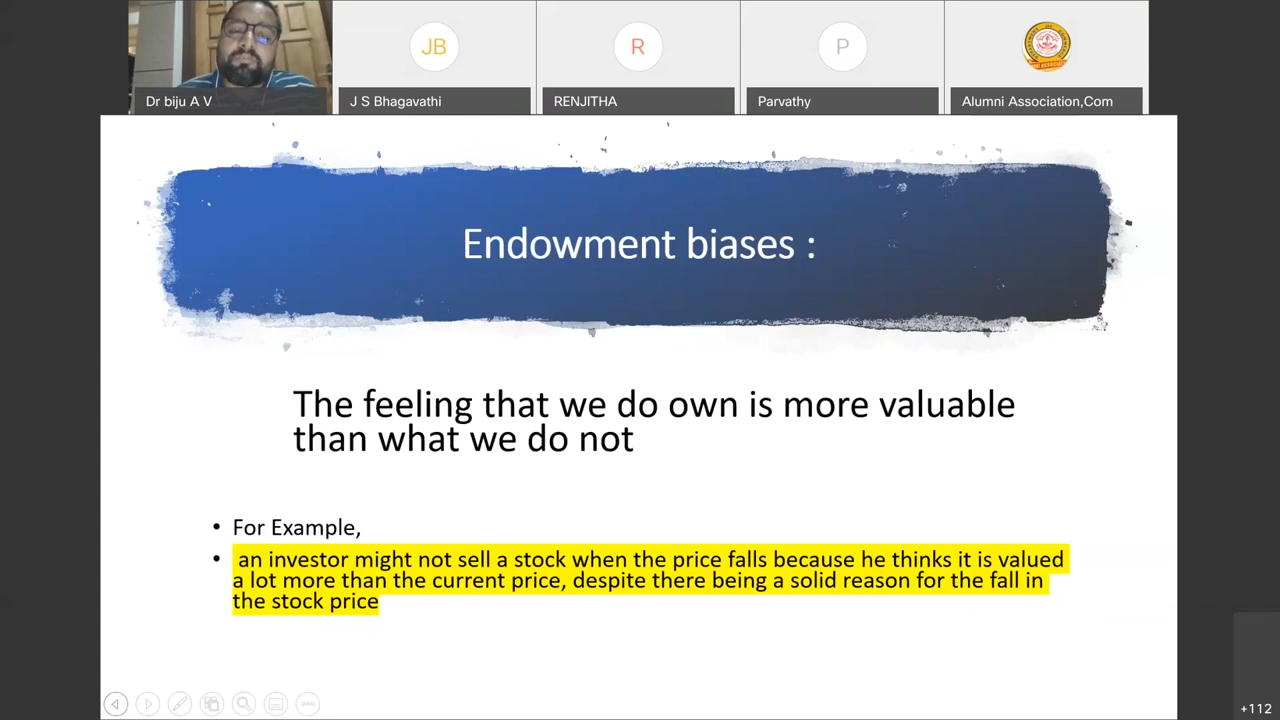 JB
R
P
Dr biju A V
J S Bhagavathi
RENJITHA
Parvathy
Alumni Association,Com
Endowment biases :
The feeling that we do own is more valuable
than what we do not
• For Example,
• an investor might not sell a stock when the price falls because he thinks it is valued
a lot more than the current price, despite there being a solid reason for the fall in
the stock price
+112